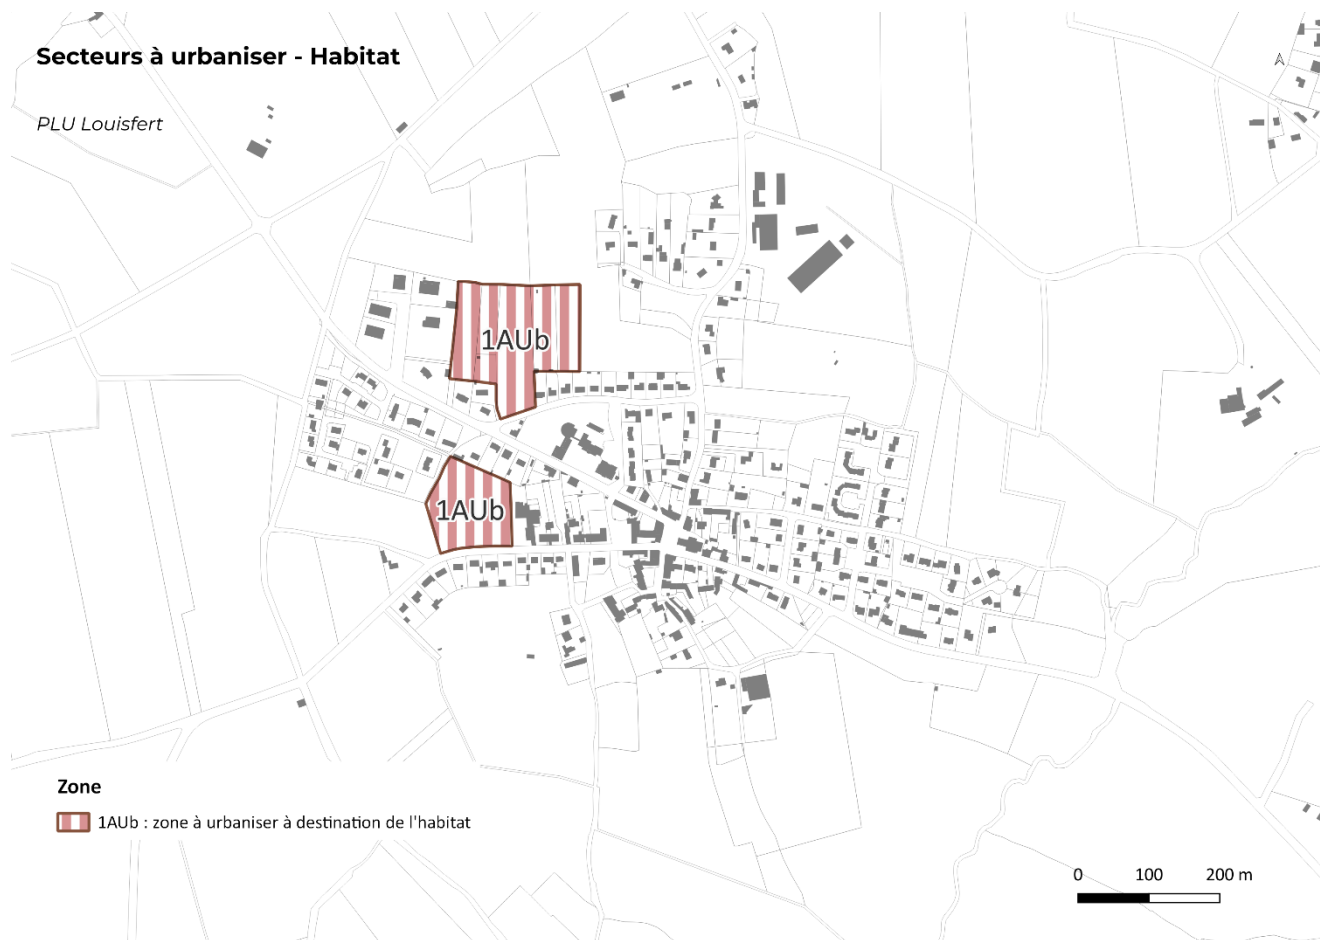 Secteurs à urbaniser - Habitat
PLU Louisfert
1AUb
1AUb
Zone
1AUb : zone à urbaniser à destination de l'habitat
0 100 200 m